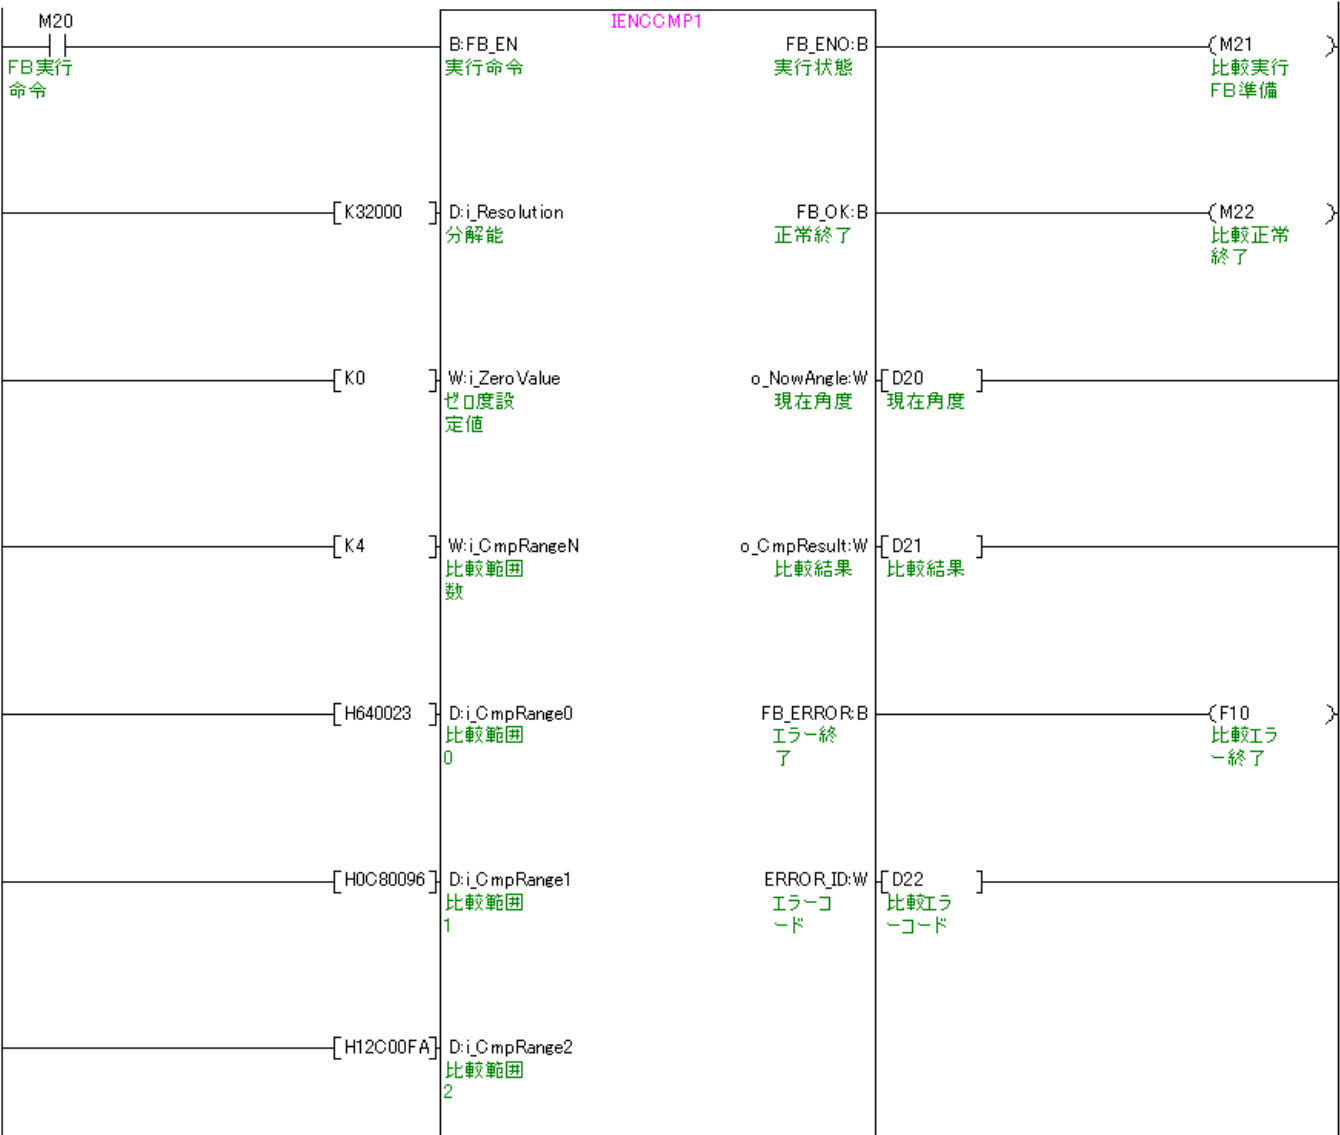 M20
IENCCMP1
B:FB_EN
FB_ENO:B
(M21 )
FB実行
命令
実行命令
実行状態
比較実行
FB準備
[K32000 ]
D:i_Resolution
FB_OK:B
(M22 )
分解能
正常終了
比較正常
終了
[K0 ]
W:i_ZeroValue
o_NowAngle:W
[D20 ]
ゼロ度設
定値
現在角度
現在角度
[K4 ]
W:i_CmpRangeN
o_CmpResult:W
[D21 ]
比較範囲
数
比較結果
比較結果
[H640023 ]
D:i_CmpRange0
FB_ERROR:B
(F10 )
比較範囲
0
エラー終
了
比較エラ
ー終了
[H0C80096]
D:i_CmpRange1
ERROR_ID:W
[D22 ]
比較範囲
1
エラーコ
ード
比較エラ
ーコード
[H12C00FA]
D:i_CmpRange2
比較範囲
2